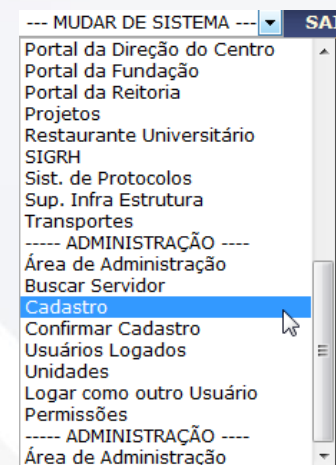 --- MUDAR DE SISTEMA ---
Portal da Direção do Centro
Portal da Fundação
Portal da Reitoria
Projetos
Restaurante Universitário
SIGRH
Sist. de Protocolos
Sup. Infra Estrutura
Transportes
----- ADMINISTRAÇÃO ----
Área de Administração
Buscar Servidor
Cadastro
Confirmar Cadastro
Usuários Logados
Unidades
Logar como outro Usuário
Permissões
----- ADMINISTRAÇÃO ----
Área de Administração